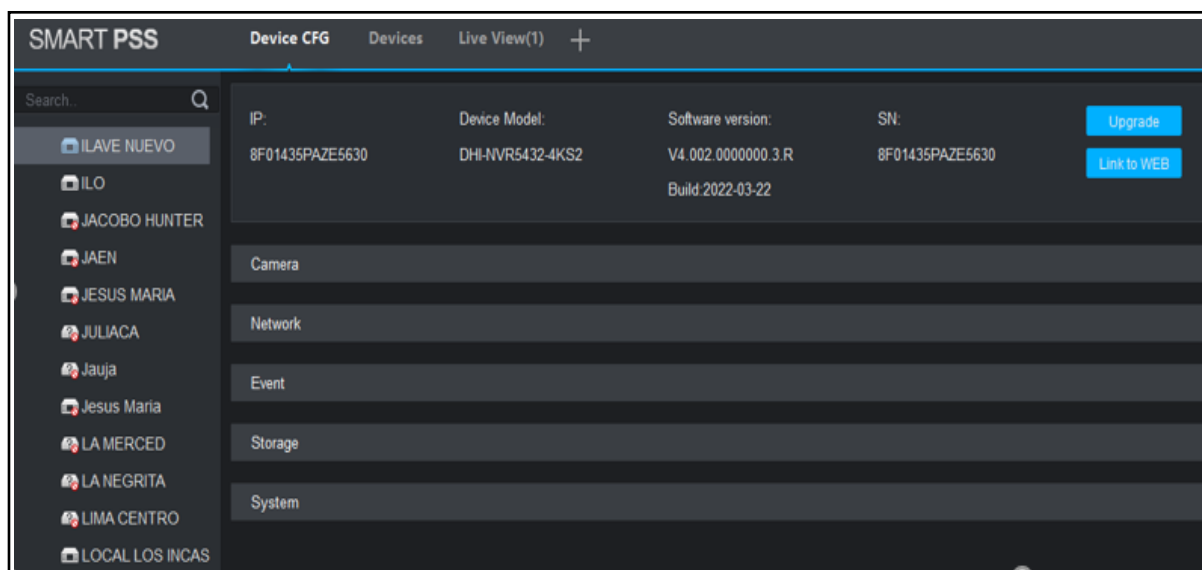 SMART PSS
Device CFG
Devices
Live View(1)
Search..
ILAVE NUEVO
ILO
JACOBO HUNTER
JAEN
JESUS MARIA
JULIACA
Jauja
Jesus Maria
LA MERCED
LA NEGRITA
LIMA CENTRO
LOCAL LOS INCAS
IP:
8F01435PAZE5630
Device Model:
DHI-NVR5432-4KS2
Software version:
V4.002.0000000.3.R
Build:2022-03-22
SN:
8F01435PAZE5630
Upgrade
Link to WEB
Camera
Network
Event
Storage
System